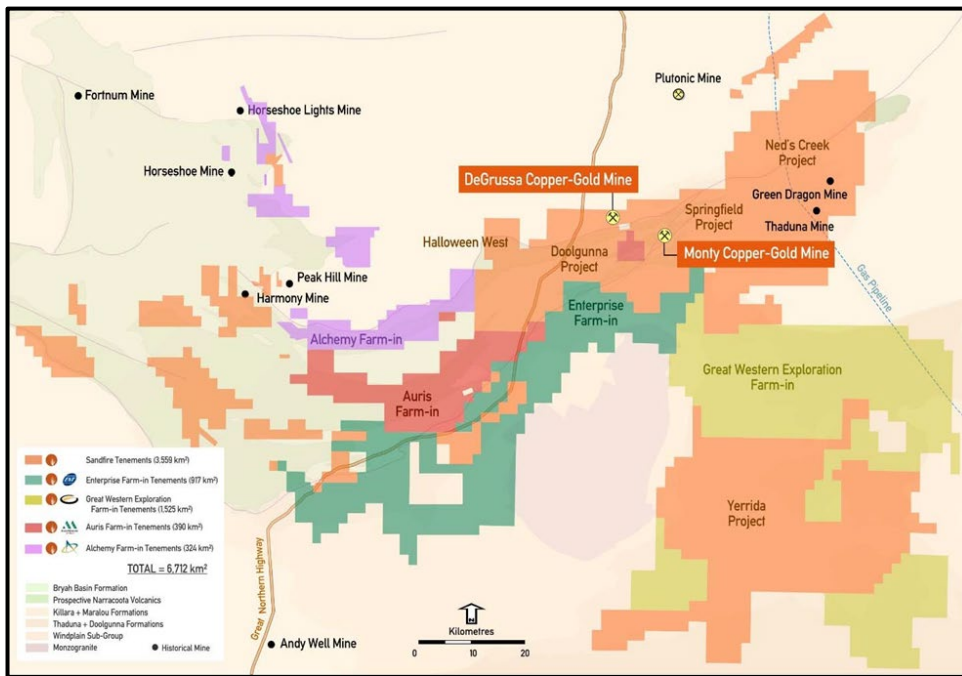 Fortnum Mine
Horseshoe Lights Mine
Plutonic Mine
Horseshoe Mine
Ned's Creek
Project
DeGrussa Copper-Gold Mine
Green Dragon Mine
Springfield
Project
Thaduna Mine
Halloween West
Doolgunna
Project
Monty Copper-Gold Mine
Peak Hill Mine
Harmony Mine
Gas Pipeline
Enterprise
Farm-in
Alchemy Farm-in
Great Western Exploration
Farm-in
Auris
Farm-in
Yerrida
Project
Sandfire Tenements (3.559 km²)
Enterprise Farm-in Tenements (917 km²)
Great Western Exploration
Farm-in Tenements (1,525 km²)
Auris Farm-in Tenements (390 km²)
Alchemy Farm-in Tenements (324 km²)
TOTAL = 6,712 km²
Bryah Basin Formation
Prospective Narracoota Volcanics
Killara + Maralou Formations
Thaduna + Doolgunna Formations
Windplain Sub-Group
Monzogranite
Historical Mine
Great Northern Highway
Andy Well Mine
Kilometres
0 10 20